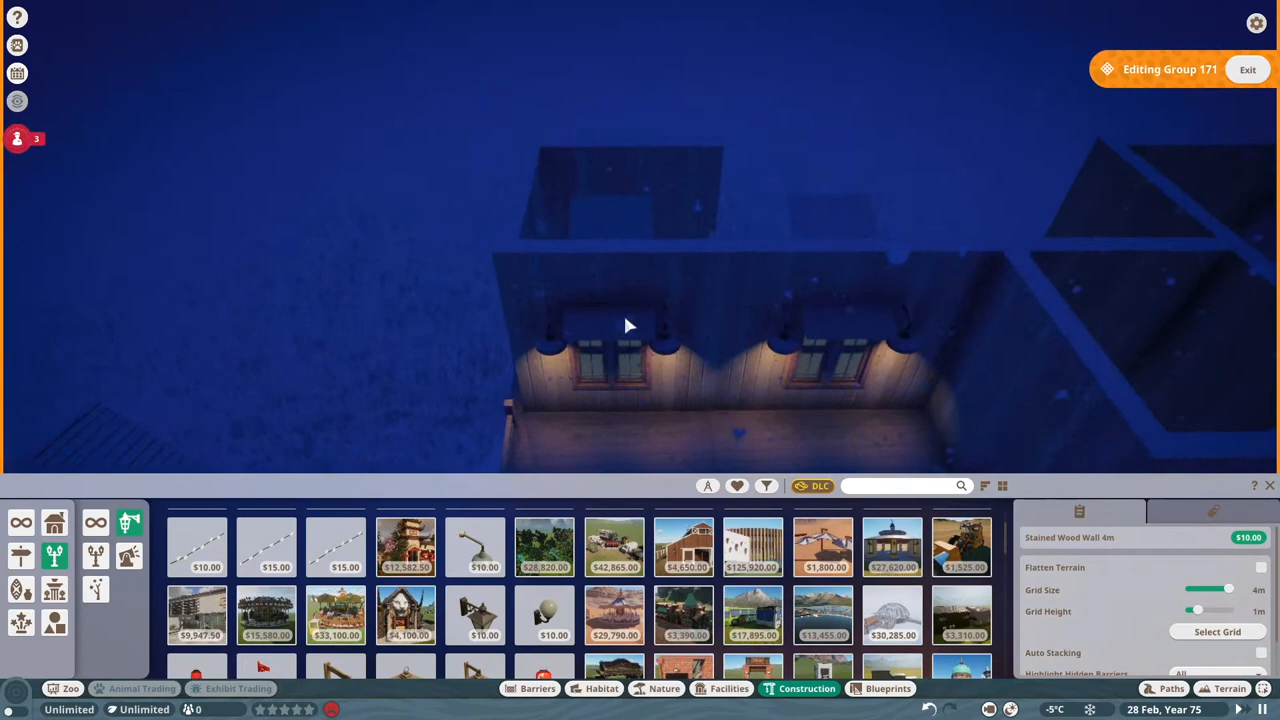 ?
Editing Group 171 Exit
3
DLC
?
Stained Wood Wall 4m $10.00
Flatten Terrain
Grid Size 4m
Grid Height 1m
Select Grid
Auto Stacking
Highlight Hidden Barriers All
$10.00 $15.00 $15.00 $12,582.50 $10.00 $28,820.00 $42,865.00 $4,650.00 $125,920.00 $1,800.00 $27,620.00 $1,525.00
$9,947.50 $15,580.00 $33,100.00 $4,100.00 $10.00 $10.00 $29,790.00 $3,390.00 $17,895.00 $13,455.00 $30,285.00 $3,310.00
Zoo Animal Trading Exhibit Trading Barriers Habitat Nature Facilities Construction Blueprints Paths Terrain
Unlimited Unlimited 0 -5°C 28 Feb, Year 75